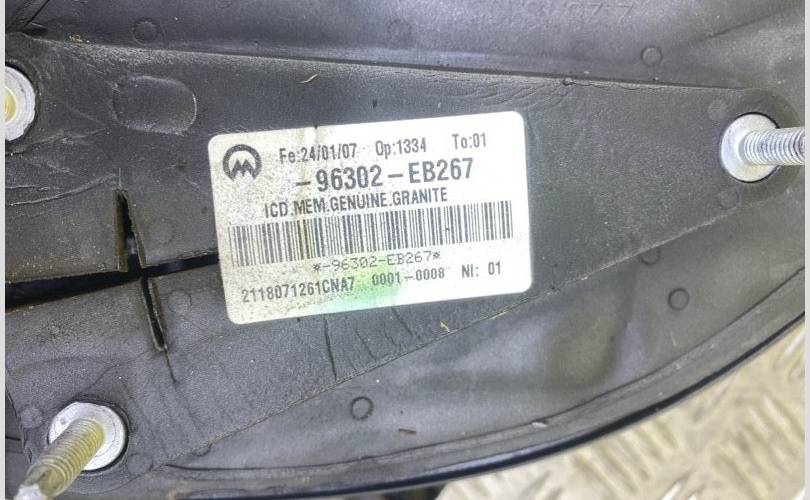 Fe:24/01/07 Op:1334 To:01
-96302-EB267
ICD.MEM.GENUINE.GRANITE
*-96302-EB267*
2118071261CNA7 0001-0008 NI: 01